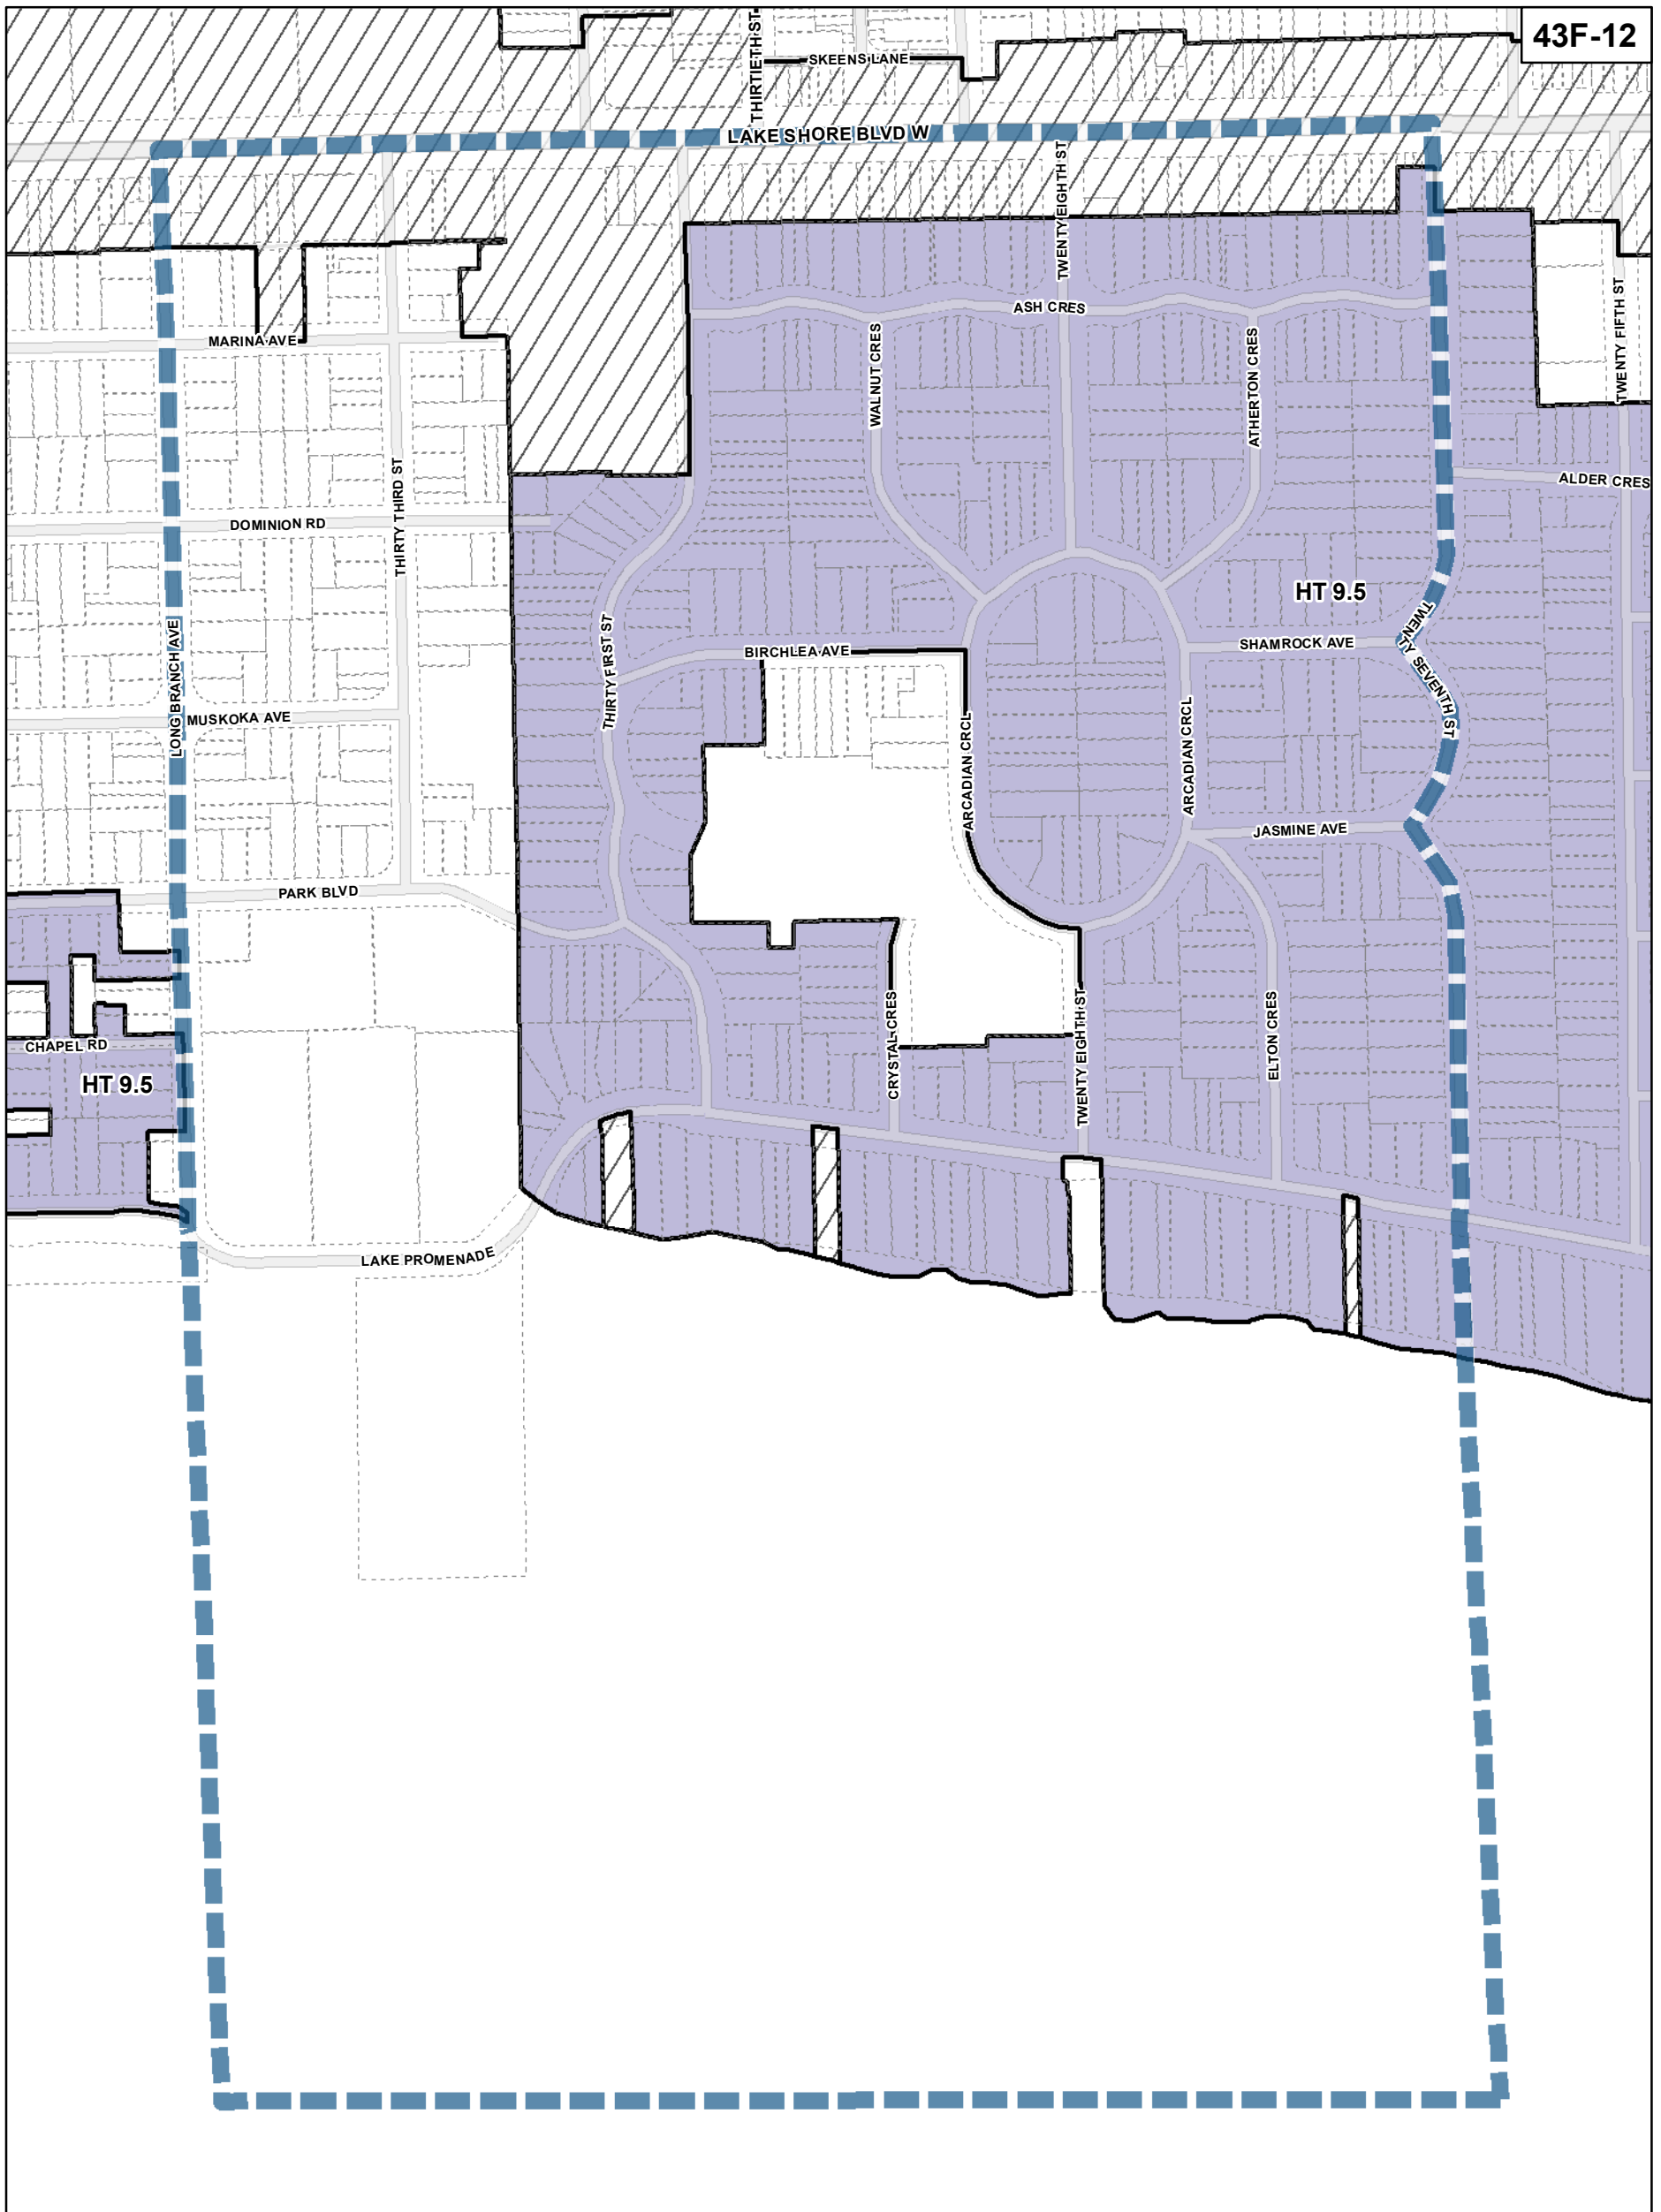 43F-12
THIRTIETH ST
SKEENS LANE
LAKE SHORE BLVD W
TWENTY EIGHTH ST
TWENTY FIFTH ST
ASH CRES
MARINA AVE
WALNUT CRES
ATHERTON CRES
ALDER CRES
DOMINION RD
THIRTY THIRD ST
HT 9.5
THIRTY FIRST ST
BIRCHLEA AVE
SHAMROCK AVE
TWENTY SEVENTH ST
LONG BRANCH AVE
MUSKOKA AVE
ARCADIAN CRCL
ARCADIAN CRCL
JASMINE AVE
PARK BLVD
CHAPEL RD
HT 9.5
CRYSTAL CRES
TWENTY EIGHTH ST
ELTON CRES
LAKE PROMENADE